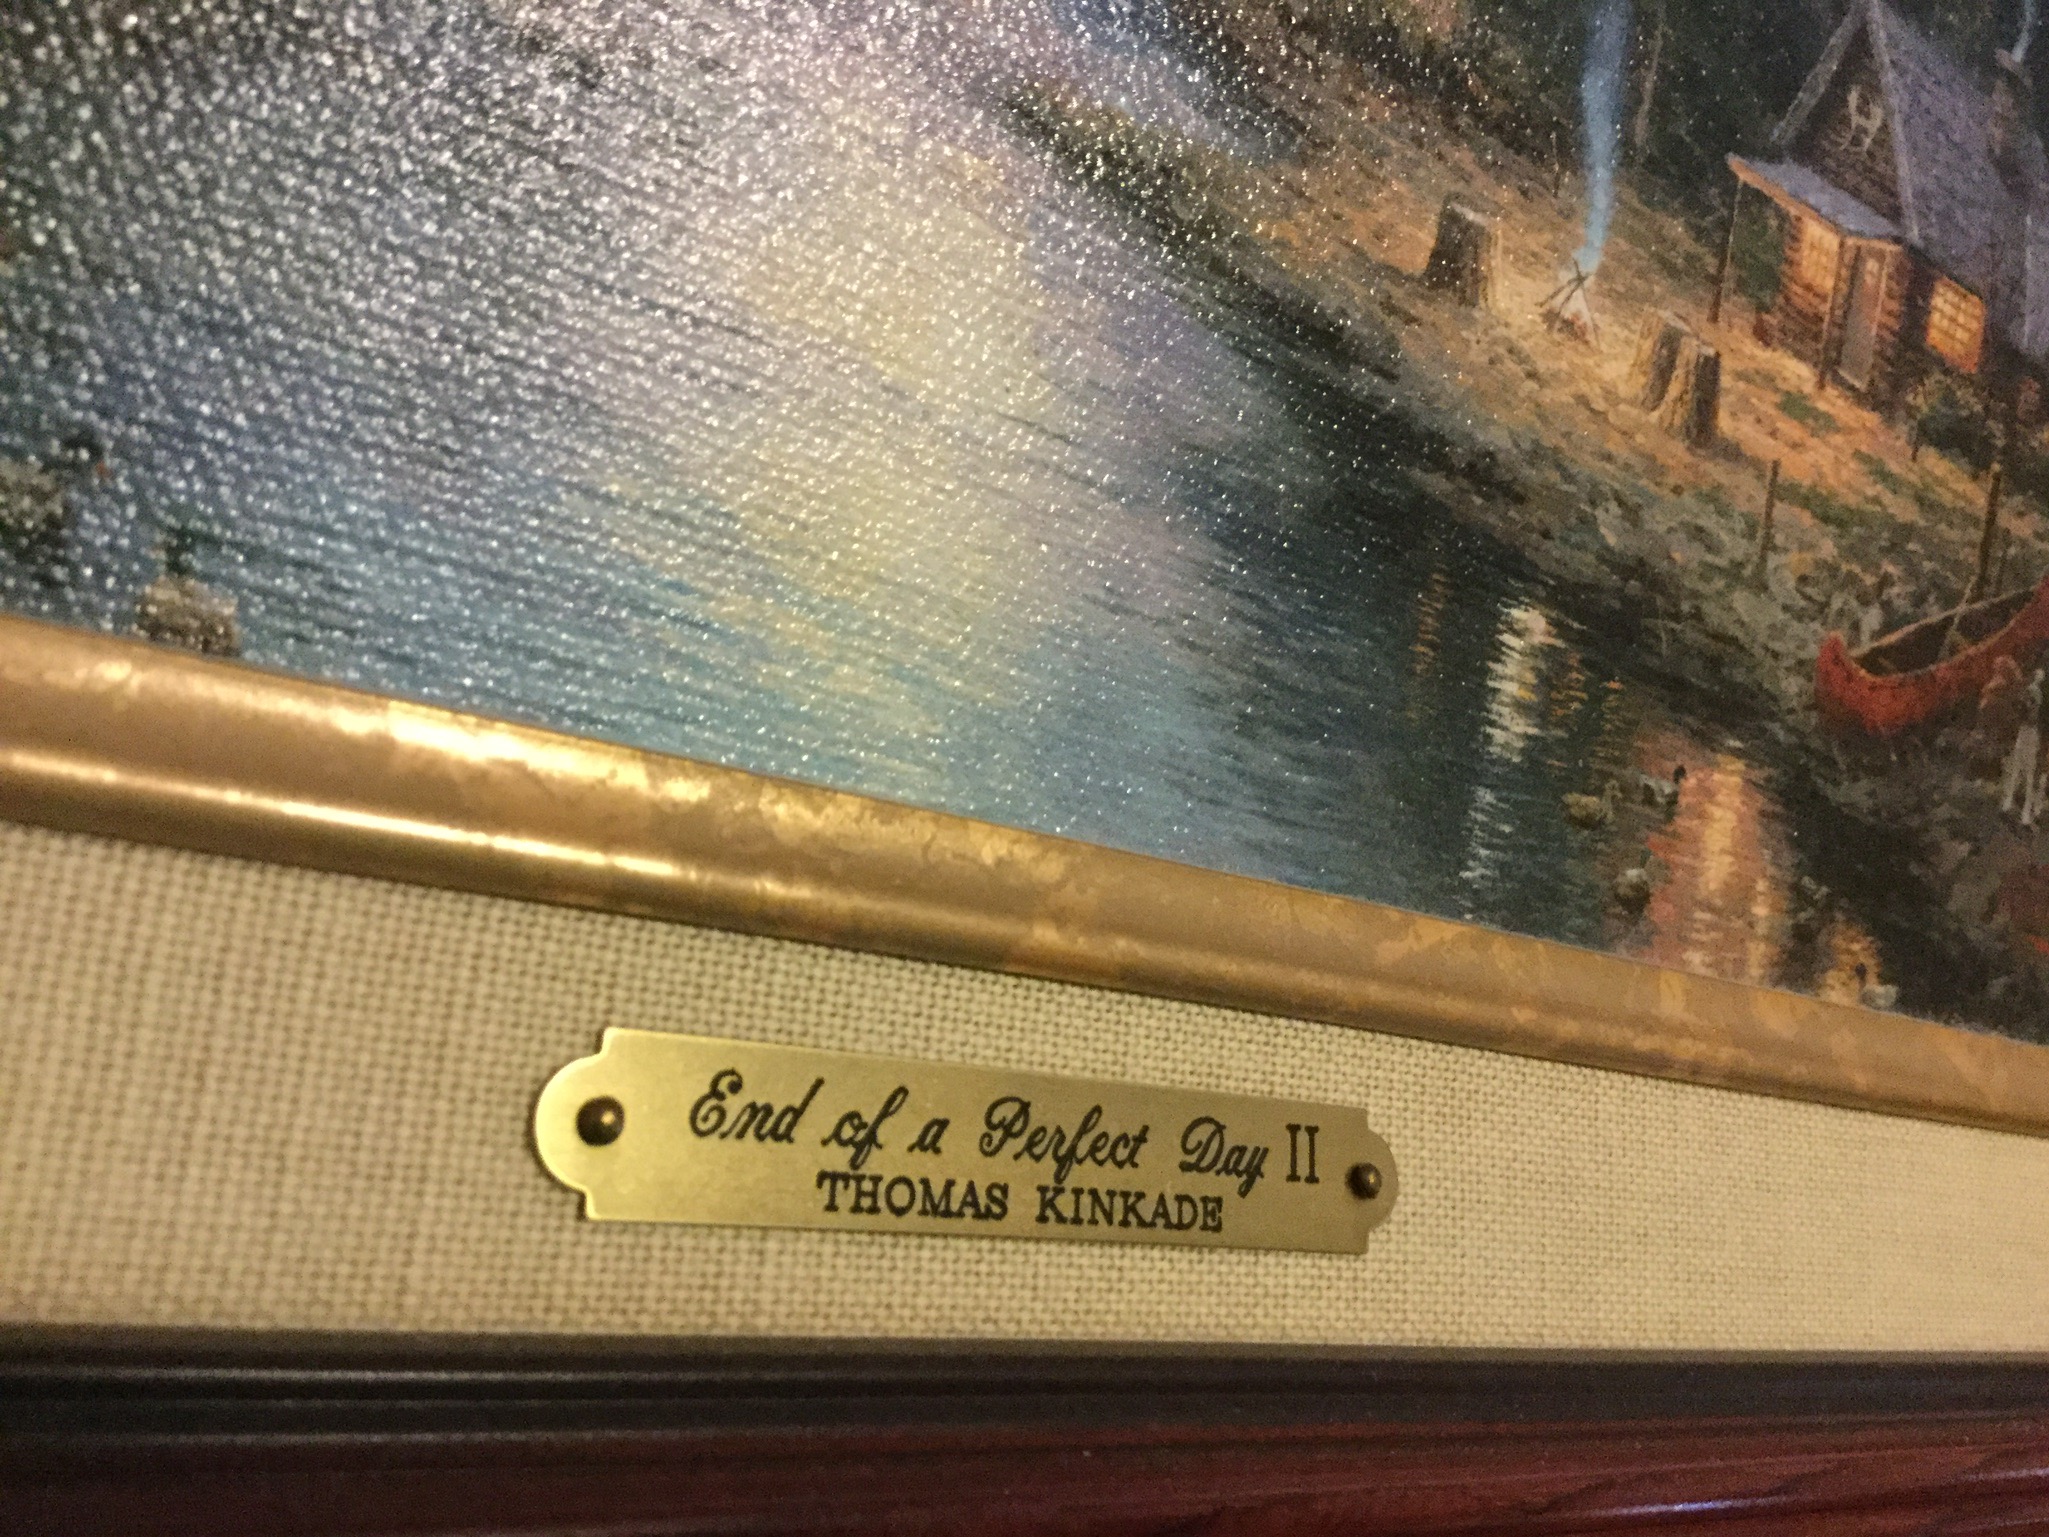 End of a Perfect Day II
THOMAS KINKADE